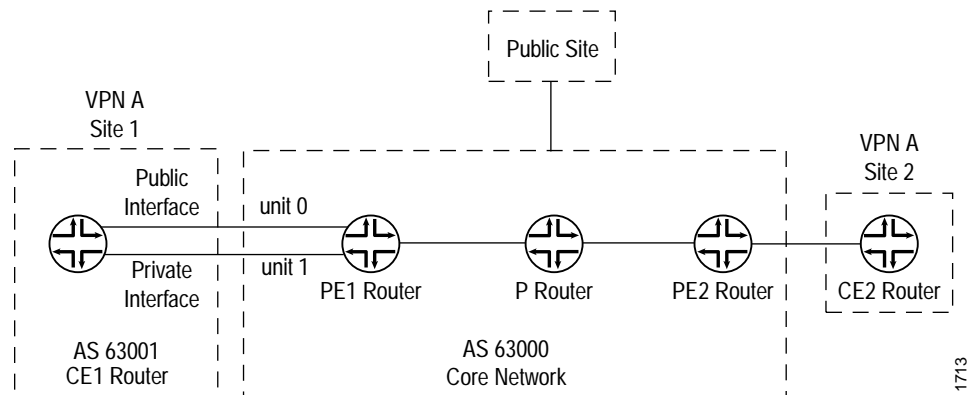 Public Site
VPN A
Site 1
VPN A
Site 2
Public
Interface
unit 0
Private
Interface
unit 1
PE1 Router
P Router
PE2 Router
CE2 Router
AS 63001
CE1 Router
AS 63000
Core Network
1713